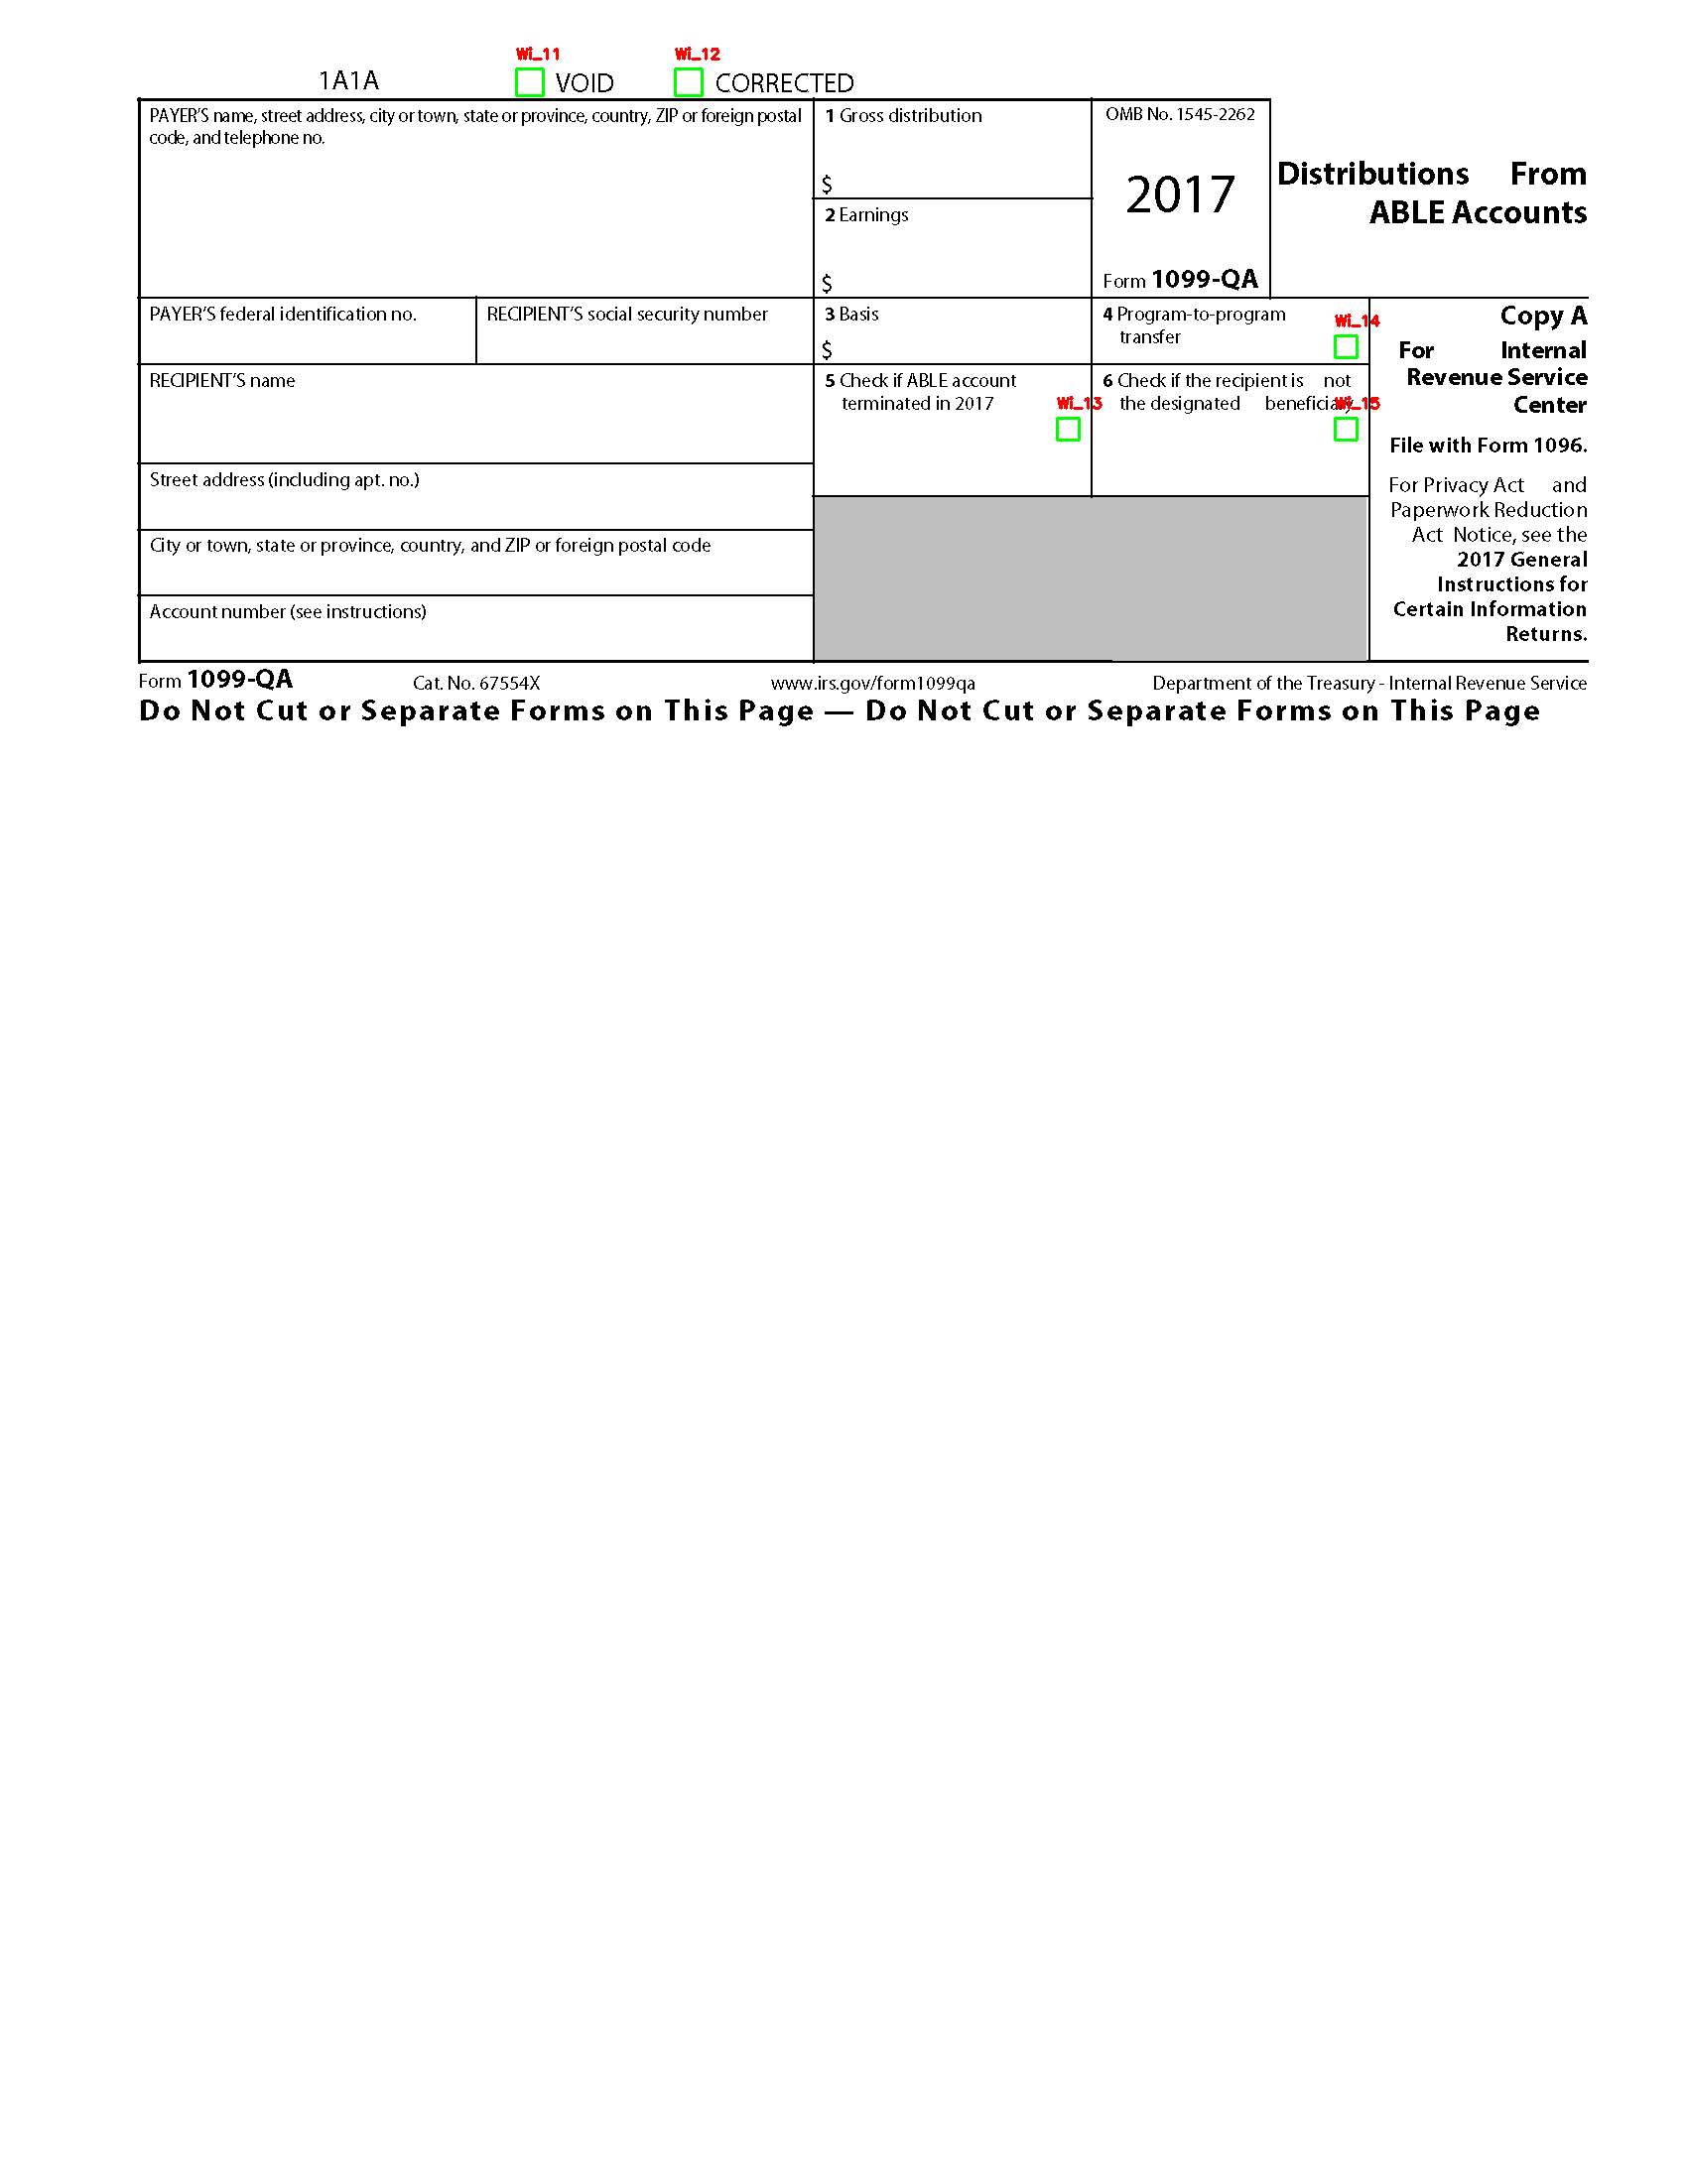 Wi_11 Wi_12
1A1A VOID CORRECTED
PAYER'S name, street address, city or town, state or province, country, ZIP or foreign postal
code, and telephone no.
1 Gross distribution
$
2 Earnings
$
OMB No. 1545-2262
2017
Form 1099-QA
Distributions From
ABLE Accounts
PAYER'S federal identification no.
RECIPIENT'S social security number
3 Basis
$
4 Program-to-program
transfer
Wi_14
RECIPIENT'S name
5 Check if ABLE account
terminated in 2017
Wi_13
6 Check if the recipient is not
the designated beneficiary
Wi_15
Street address (including apt. no.)
City or town, state or province, country, and ZIP or foreign postal code
Account number (see instructions)
Copy A
For Internal
Revenue Service
Center
File with Form 1096.
For Privacy Act and
Paperwork Reduction
Act Notice, see the
2017 General
Instructions for
Certain Information
Returns.
Form 1099-QA Cat. No. 67554X www.irs.gov/form1099qa Department of the Treasury - Internal Revenue Service
Do Not Cut or Separate Forms on This Page — Do Not Cut or Separate Forms on This Page